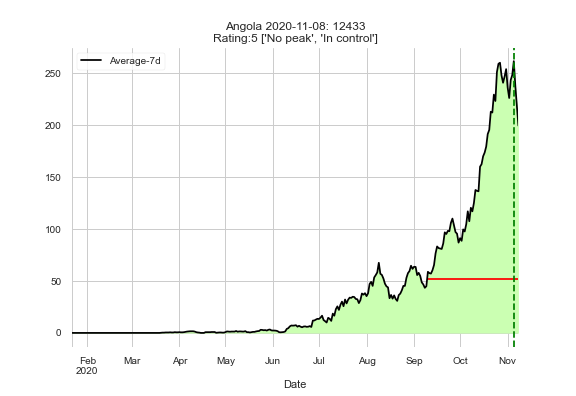 Angola 2020-11-08: 12433
Rating:5 ['No peak', 'In control']
Average-7d
250
200
150
100
50
0
Feb Mar Apr May Jun Jul Aug Sep Oct Nov
2020
Date